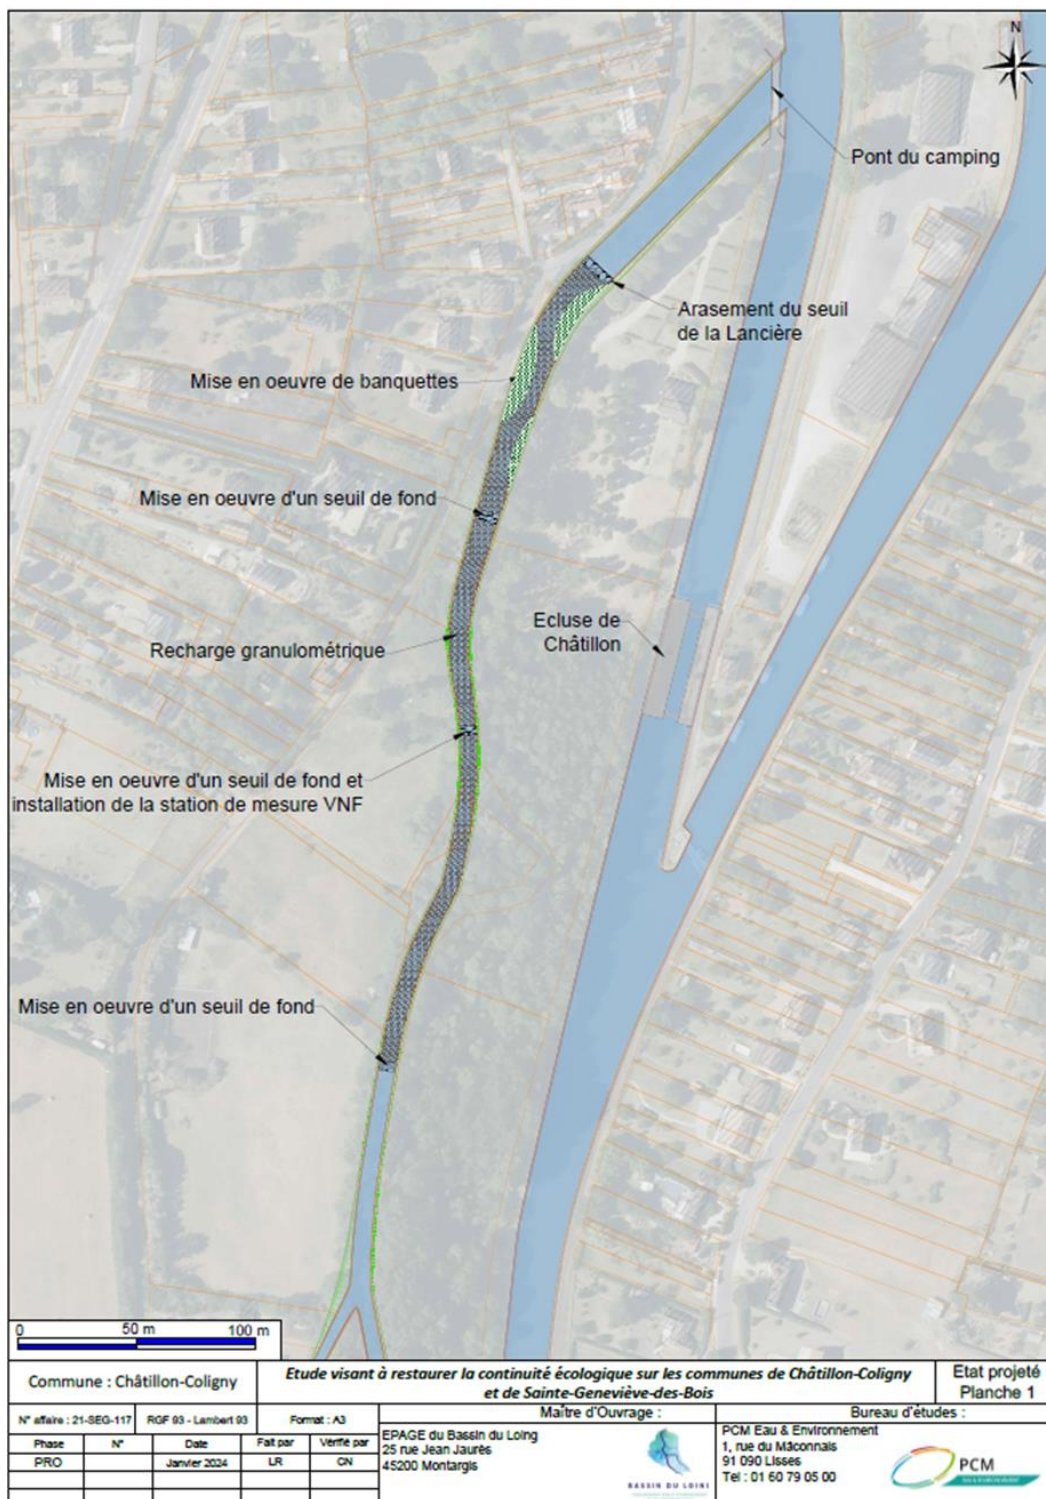 N
Pont du camping
Arasement du seuil
de la Lancière
Mise en oeuvre de banquettes
Mise en oeuvre d'un seuil de fond
Ecluse de
Châtillon
Recharge granulométrique
Mise en oeuvre d'un seuil de fond et
installation de la station de mesure VNF
Mise en oeuvre d'un seuil de fond
0 50 m 100 m
Commune : Châtillon-Coligny
Etude visant à restaurer la continuité écologique sur les communes de Châtillon-Coligny
et de Sainte-Geneviève-des-Bois
Etat projeté
Planche 1
N° affaire : 21-SEG-117
RGF 93 - Lambert 93
Format : A3
Maître d'Ouvrage :
Bureau d'études :
Phase N° Date Fait par Vérifié par
PRO Janvier 2024 LR CN
EPAGE du Bassin du Loing
25 rue Jean Jaurès
45200 Montargis
BASSIN DU LOING
PCM Eau & Environnement
1, rue du Mâconnais
91 090 Lisses
Tel : 01 60 79 05 00
PCM